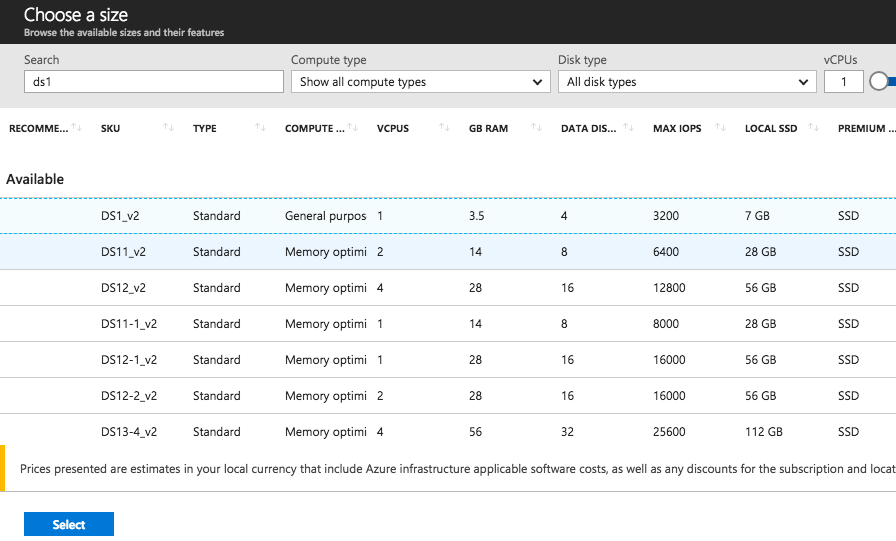 Choose a size
Browse the available sizes and their features
Search Compute type Disk type vCPUs
ds1 Show all compute types All disk types 1
RECOMME... SKU TYPE COMPUTE ... VCPUS GB RAM DATA DIS... MAX IOPS LOCAL SSD PREMIUM ...
Available
DS1_v2 Standard General purpos 1 3.5 4 3200 7 GB SSD
DS11_v2 Standard Memory optimi 2 14 8 6400 28 GB SSD
DS12_v2 Standard Memory optimi 4 28 16 12800 56 GB SSD
DS11-1_v2 Standard Memory optimi 1 14 8 8000 28 GB SSD
DS12-1_v2 Standard Memory optimi 1 28 16 16000 56 GB SSD
DS12-2_v2 Standard Memory optimi 2 28 16 16000 56 GB SSD
DS13-4_v2 Standard Memory optimi 4 56 32 25600 112 GB SSD
Prices presented are estimates in your local currency that include Azure infrastructure applicable software costs, as well as any discounts for the subscription and locat
Select